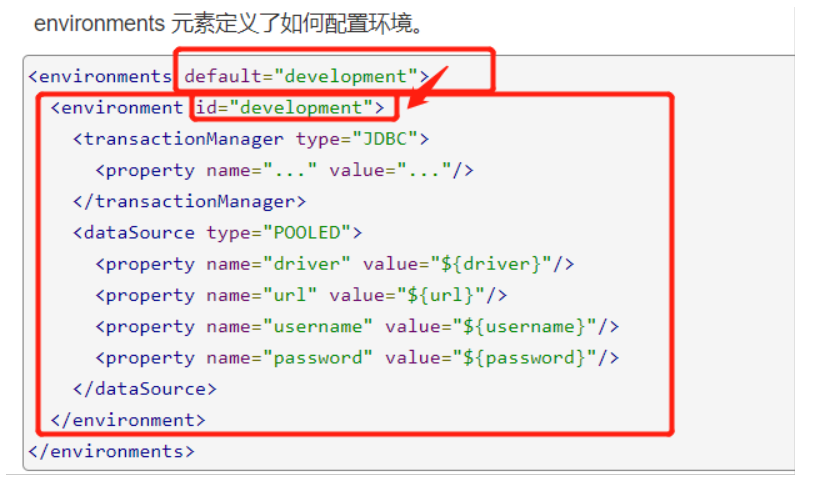 environments 元素定义了如何配置环境。
<environments default="development">
<environment id="development">
<transactionManager type="JDBC">
<property name="..." value="..."/>
</transactionManager>
<dataSource type="POOLED">
<property name="driver" value="${driver}"/>
<property name="url" value="${url}"/>
<property name="username" value="${username}"/>
<property name="password" value="${password}"/>
</dataSource>
</environment>
</environments>